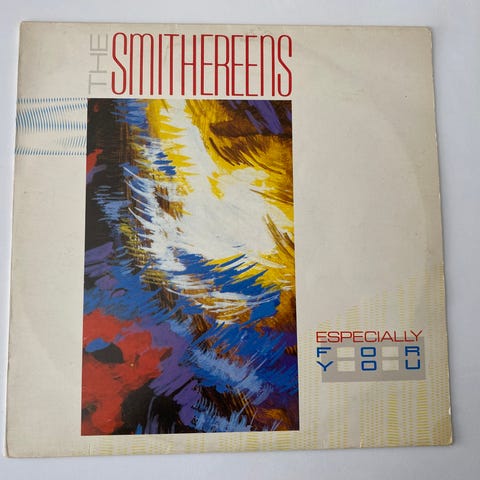 THE SMITHEREENS
ESPECIALLY
FOR
YOU